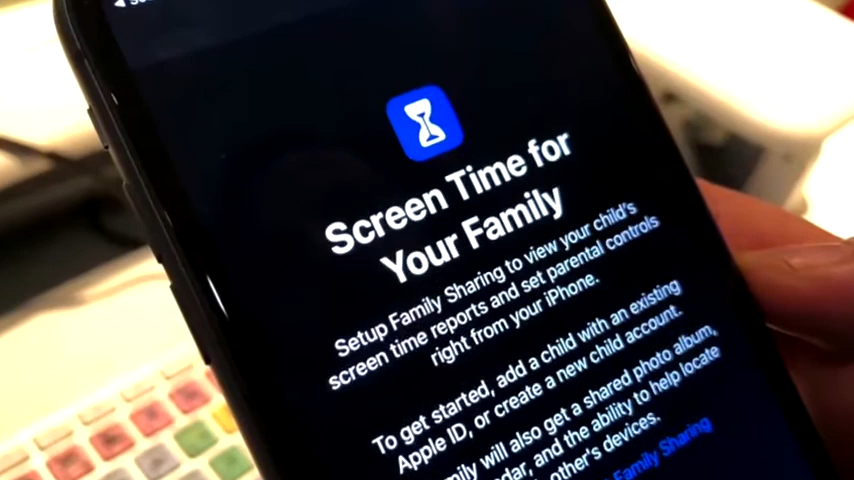 Screen Time for
Your Family
Setup Family Sharing to view your child's
screen time reports and set parental controls
right from your iPhone.
To get started, add a child with an existing
Apple ID, or create a new child account.
will also get a shared photo album,
and the ability to help locate
other's devices.
Family Sharing